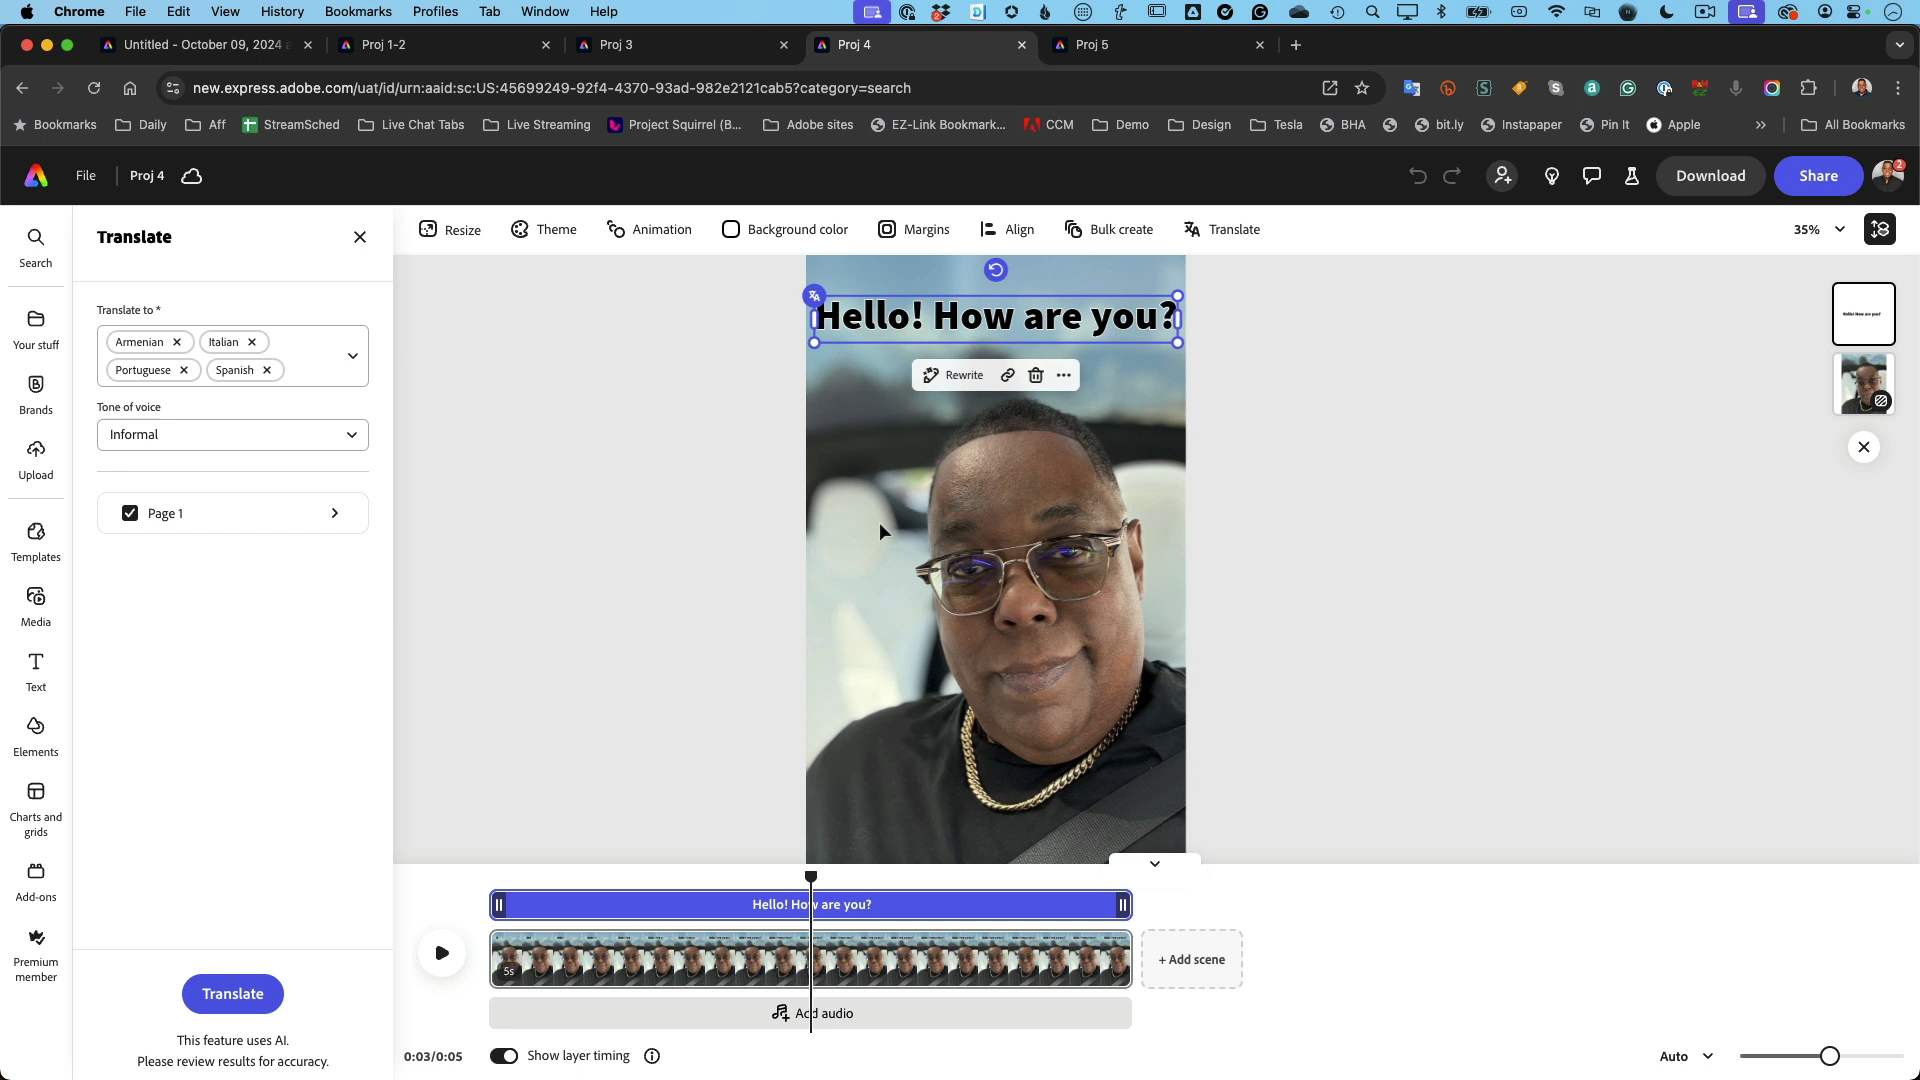 Chrome File Edit View History Bookmarks Profiles Tab Window Help
Untitled - October 09, 2024
Proj 1-2
Proj 3
Proj 4
Proj 5
new.express.adobe.com/uat/id/urn:aaid:sc:US:45699249-92f4-4370-93ad-982e2121cab5?category=search
Bookmarks Daily Aff StreamSched Live Chat Tabs Live Streaming Project Squirrel (B... Adobe sites EZ-Link Bookmark... CCM Demo Design Tesla BHA bit.ly Instapaper Pin It Apple » All Bookmarks
File Proj 4 Download Share 2
Search
Your stuff
Brands
Upload
Templates
Media
Text
Elements
Charts and
grids
Add-ons
Premium
member
Translate
Translate to *
Armenian Italian
Portuguese Spanish
Tone of voice
Informal
Page 1
Translate
This feature uses AI.
Please review results for accuracy.
Resize Theme Animation Background color Margins Align Bulk create Translate 35%
Hello! How are you?
Rewrite
Hello! How are you?
Hello! How are you?
5s
+ Add scene
Add audio
0:03/0:05 Show layer timing Auto